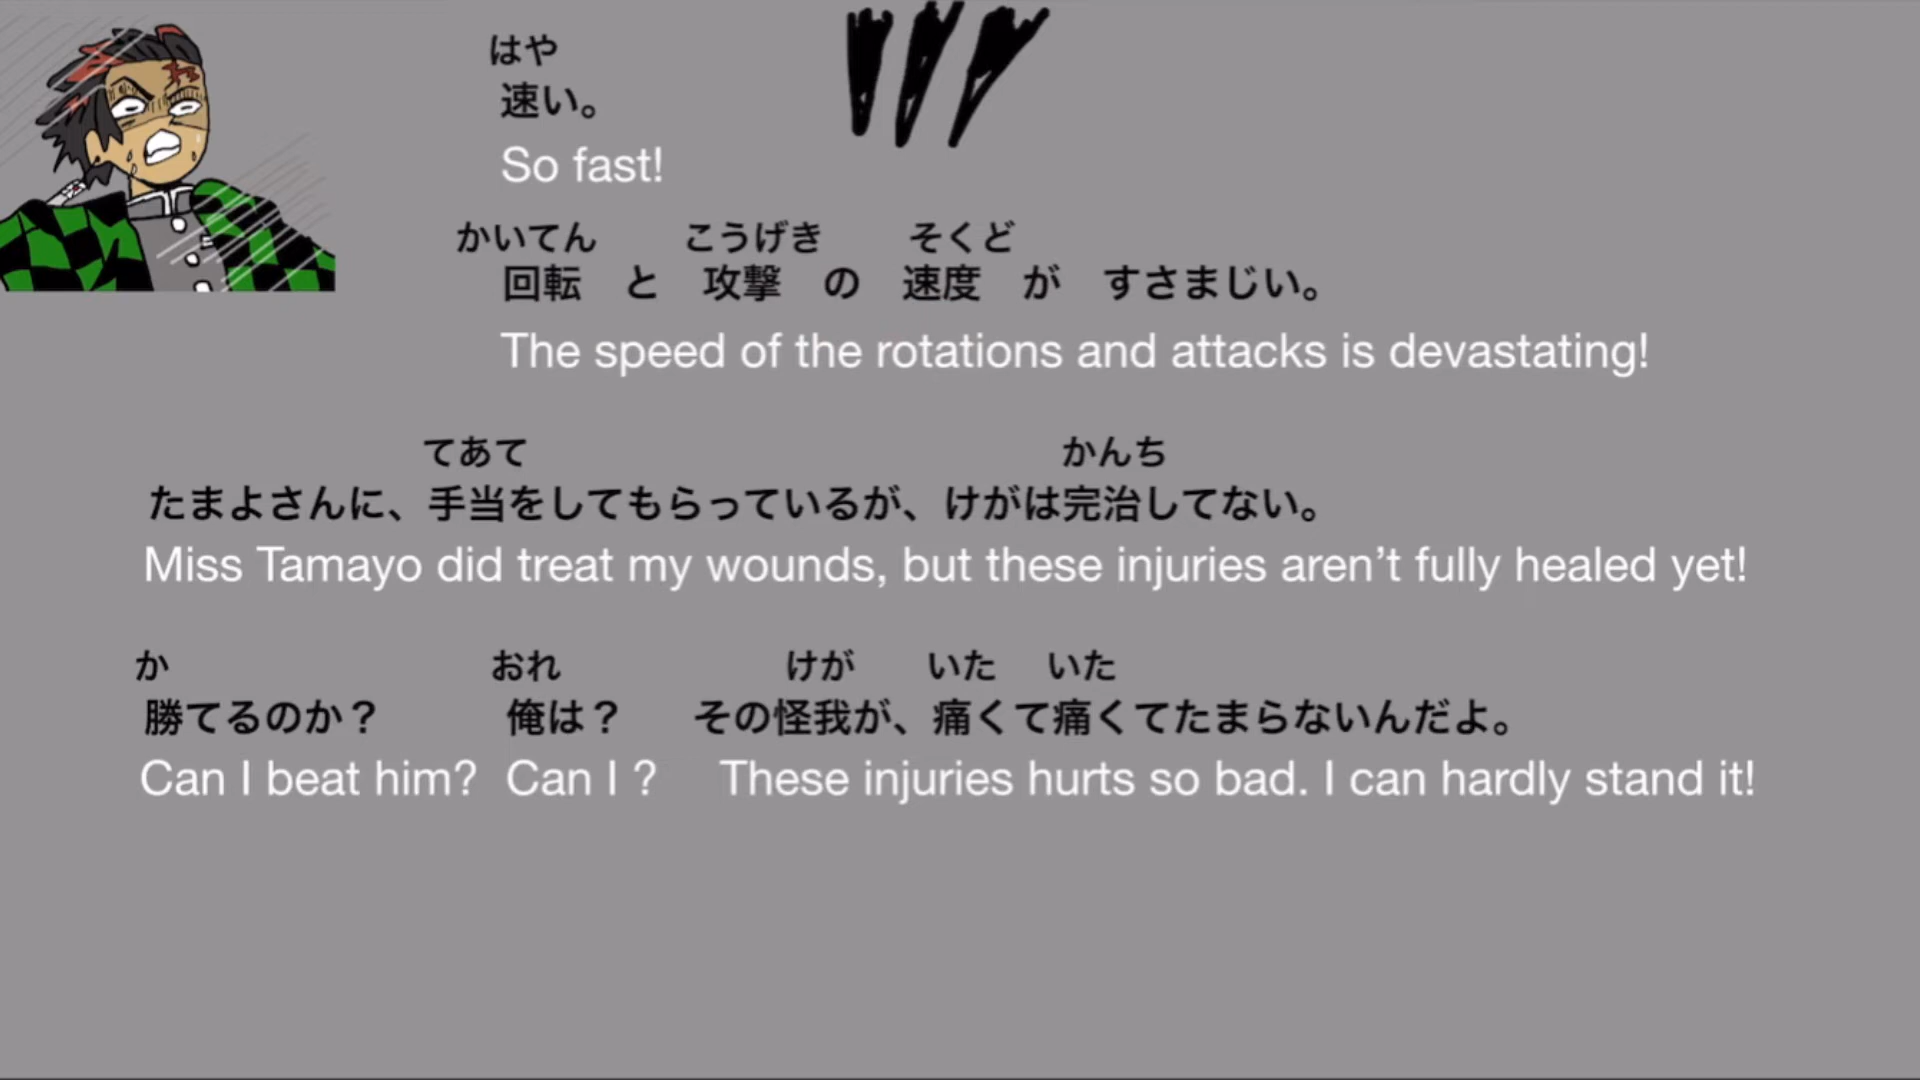 はや
速い。
So fast!
かいてん こうげき そくど
回転 と 攻撃 の 速度 が すさまじい。
The speed of the rotations and attacks is devastating!
てあて かんち
たまよさんに、手当をしてもらっているが、けがは完治してない。
Miss Tamayo did treat my wounds, but these injuries aren’t fully healed yet!
か おれ けが いた いた
勝てるのか？ 俺は？ その怪我が、痛くて痛くてたまらないんだよ。
Can I beat him? Can I ? These injuries hurts so bad. I can hardly stand it!